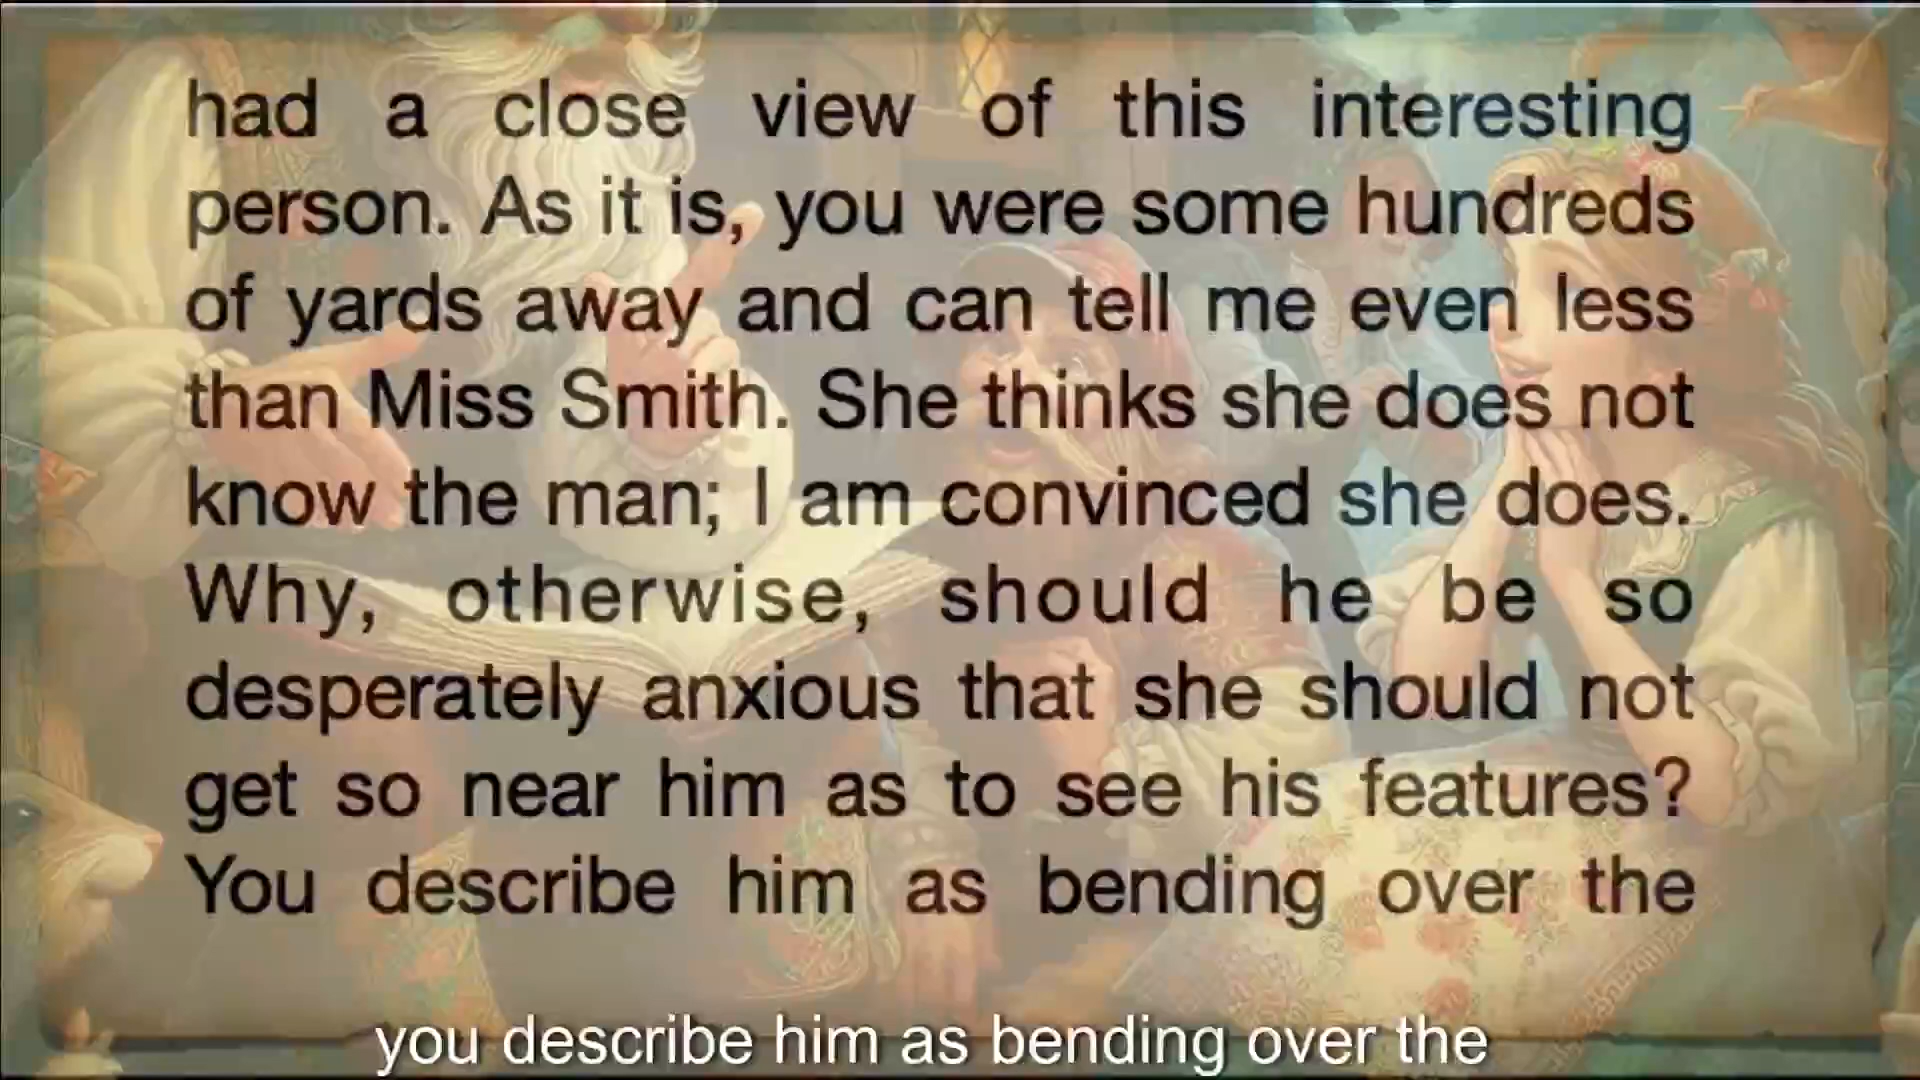 had a close view of this interesting
person. As it is, you were some hundreds
of yards away and can tell me even less
than Miss Smith. She thinks she does not
know the man; I am convinced she does.
Why, otherwise, should he be so
desperately anxious that she should not
get so near him as to see his features?
You describe him as bending over the
you describe him as bending over the